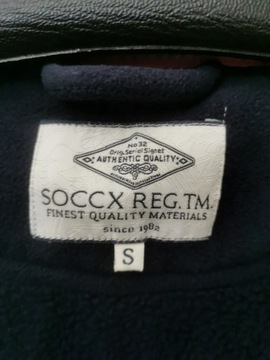 No 32
Orig. Serial Signet
AUTHENTIC QUALITY
SOCCX REG.TM.
FINEST QUALITY MATERIALS
since 1982
S